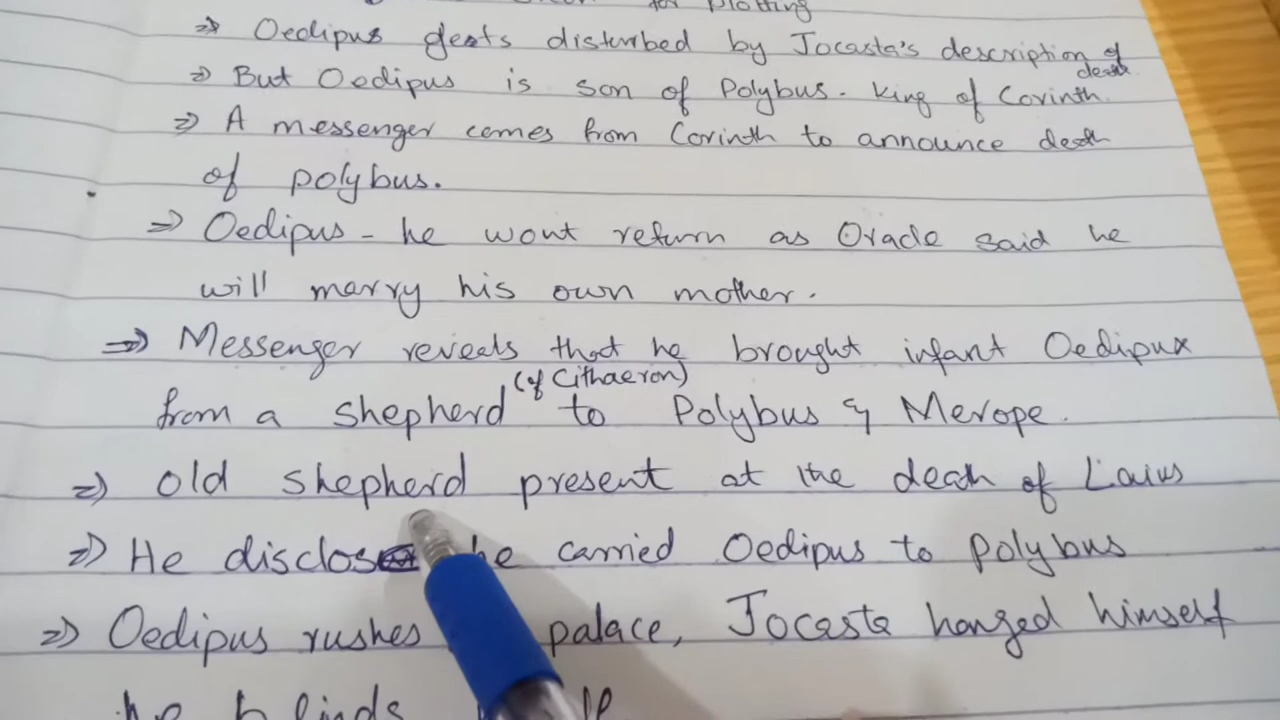 for Plotting
⇒ Oedipus gets disturbed by Jocasta's description of
death
⇒ But Oedipus is son of Polybus. King of Corinth.
⇒ A messenger comes from Corinth to announce death
of polybus.
⇒ Oedipus - he wont return as Oracle said he
will marry his own mother.
⇒ Messenger reveals that he brought infant Oedipux
(of Cithaeron)
from a shepherd to Polybus & Merope.
⇒ old shepherd present at the death of Laius
⇒ He disclos he carried Oedipus to polybus
⇒ Oedipus rushes palace, Jocasta hanged himself
he blinds